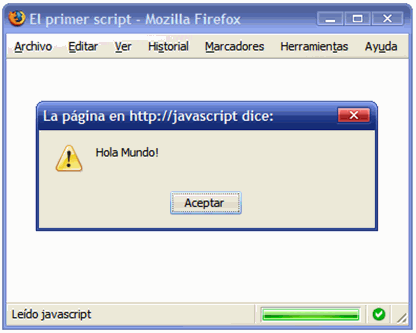 El primer script - Mozilla Firefox
Archivo Editar Ver Historial Marcadores Herramientas Ayuda
La página en http://javascript dice:
Hola Mundo!
Aceptar
Leído javascript